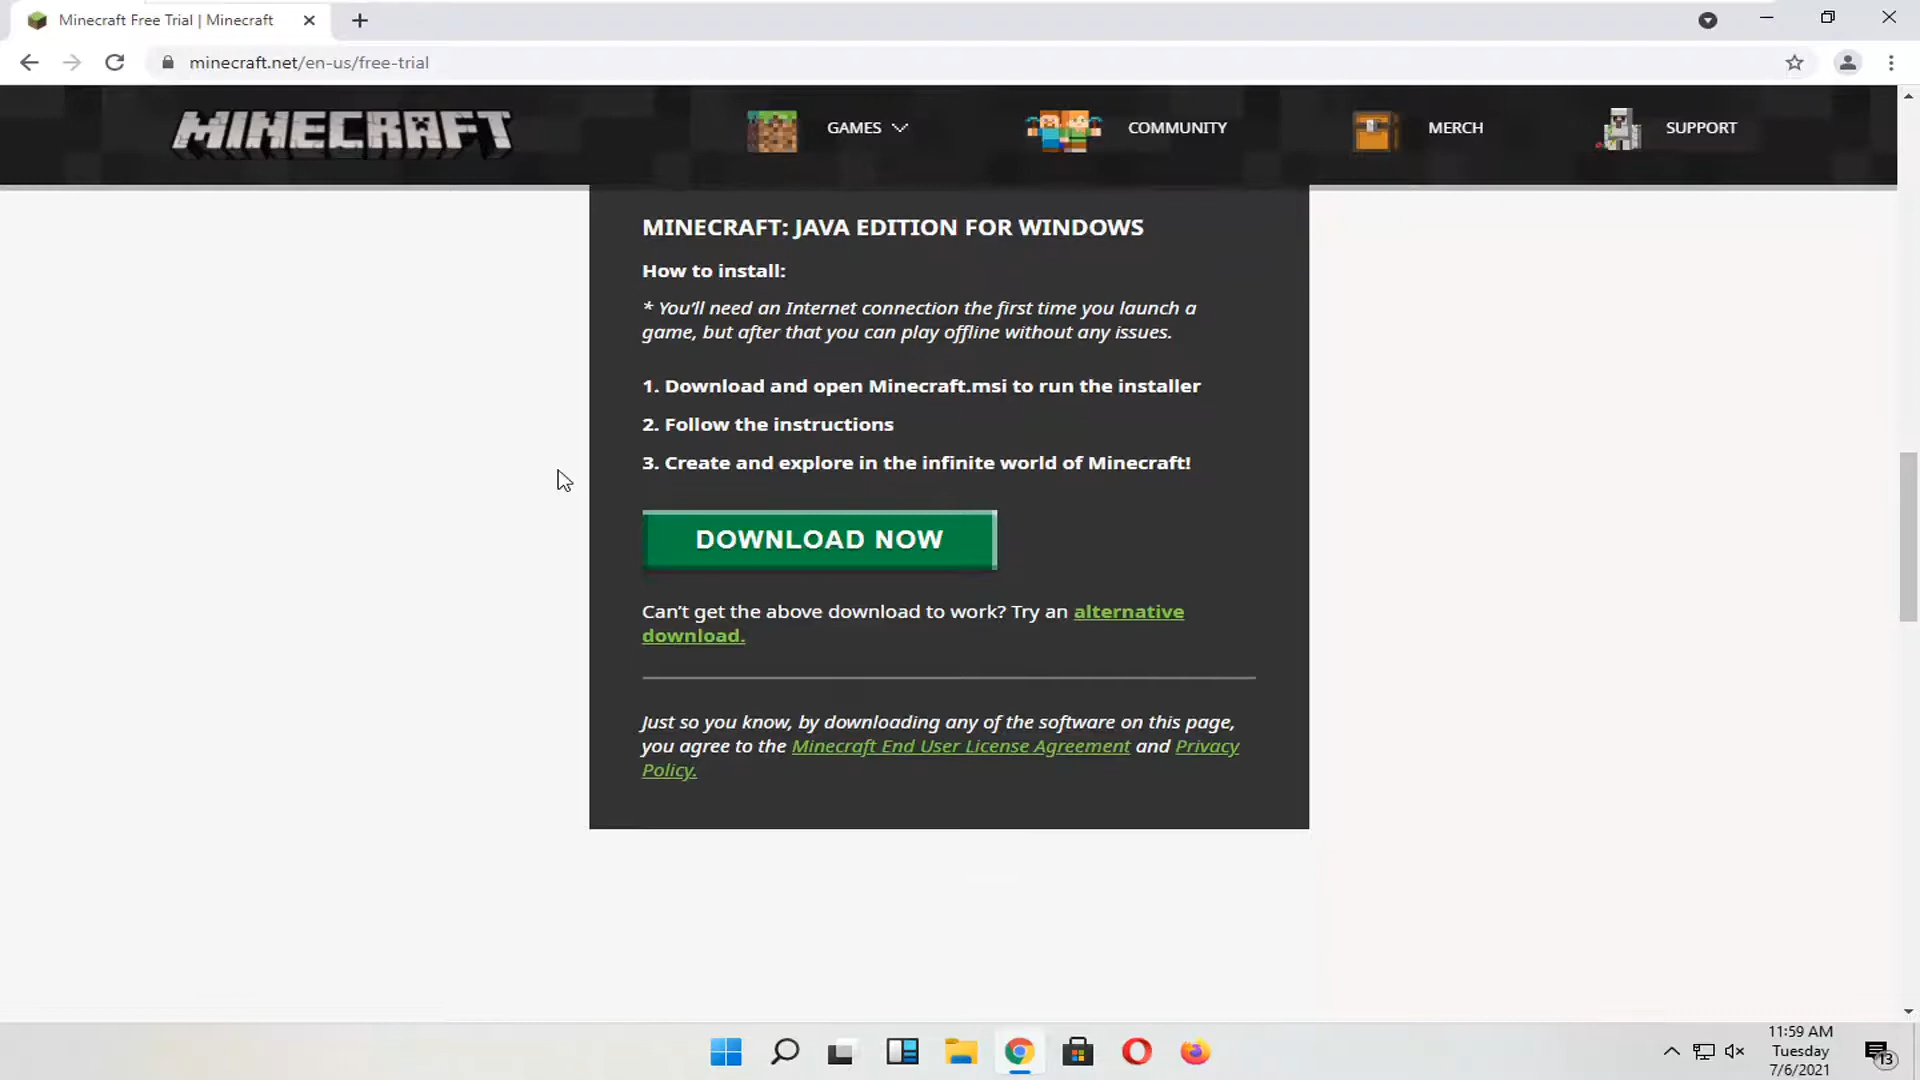 Minecraft Free Trial | Minecraft
minecraft.net/en-us/free-trial
MINECRAFT
GAMES
COMMUNITY
MERCH
SUPPORT
MINECRAFT: JAVA EDITION FOR WINDOWS
How to install:
* You'll need an Internet connection the first time you launch a
game, but after that you can play offline without any issues.
1. Download and open Minecraft.msi to run the installer
2. Follow the instructions
3. Create and explore in the infinite world of Minecraft!
DOWNLOAD NOW
Can't get the above download to work? Try an alternative
download.
Just so you know, by downloading any of the software on this page,
you agree to the Minecraft End User License Agreement and Privacy
Policy.
11:59 AM
Tuesday
7/6/2021
13